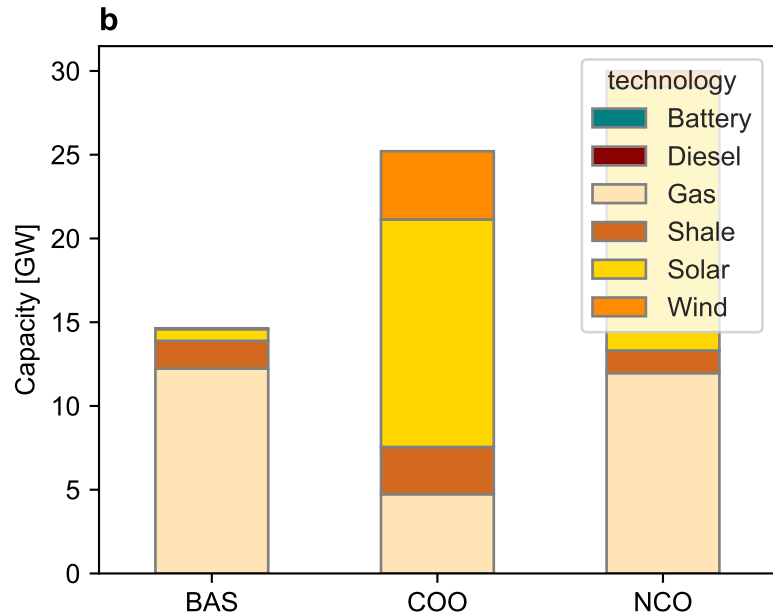 b
Capacity [GW]
30
25
20
15
10
5
0
BAS
COO
NCO
technology
Battery
Diesel
Gas
Shale
Solar
Wind